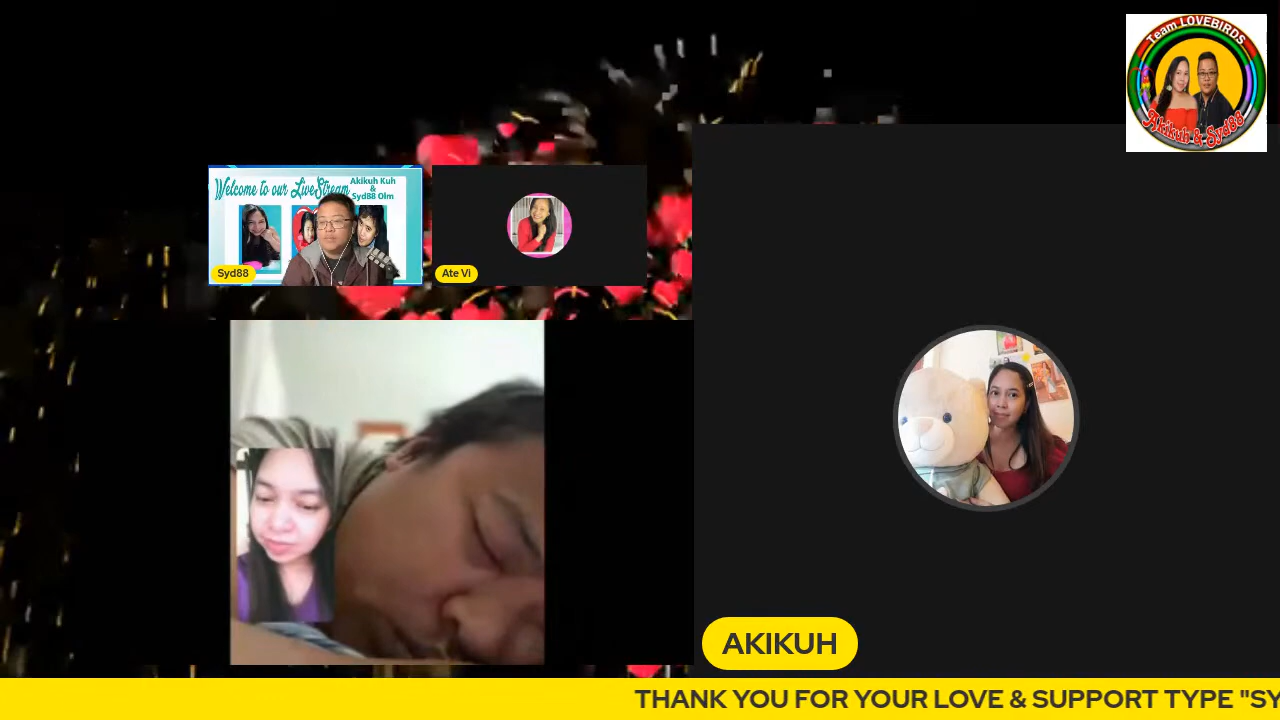 Team LOVEBIRDS
Akikuh & Syd88
Welcome to our LiveStream
Akikuh Kuh
&
Syd88 Olm
Syd88
Ate Vi
AKIKUH
THANK YOU FOR YOUR LOVE & SUPPORT TYPE "SY